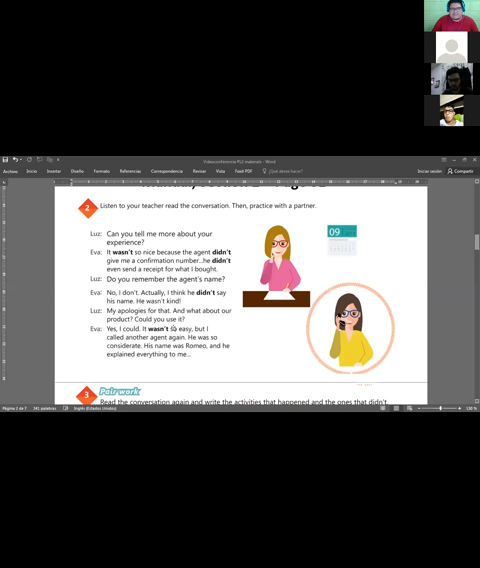 Videoconferencia R12 materials - Word
Archivo Inicio Insertar Diseño Formato Referencias Correspondencia Revisar Vista Foxit PDF ¿Qué desea hacer? Iniciar sesión Compartir
2 Listen to your teacher read the conversation. Then, practice with a partner.
Luz: Can you tell me more about your
experience?
Eva: It wasn't so nice because the agent didn't
give me a confirmation number...he didn't
even send a receipt for what I bought.
Luz: Do you remember the agent's name?
Eva: No, I don't. Actually, I think he didn't say
his name. He wasn't kind!
Luz: My apologies for that. And what about our
product? Could you use it?
Eva: Yes, I could. It wasn't so easy, but I
called another agent again. He was so
considerate. His name was Romeo, and he
explained everything to me...
09
3 Pair work
Read the conversation again and write the activities that happened and the ones that didn't.
Página 2 de 7 345 palabras Inglés (Estados Unidos) 130 %